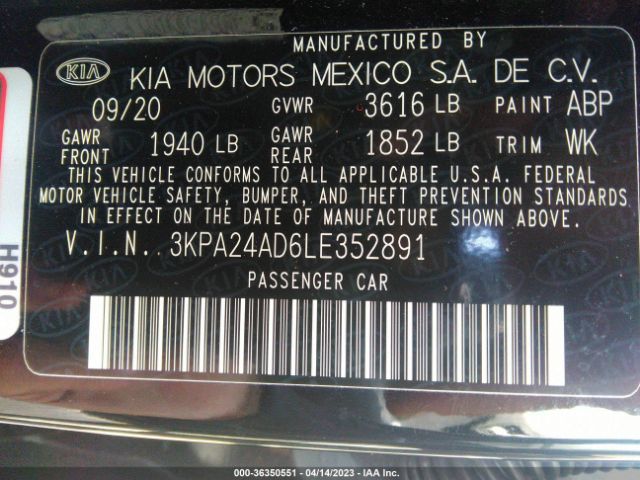 MANUFACTURED BY
KIA KIA MOTORS MEXICO S.A. DE C.V.
09/20 GVWR 3616 LB PAINT ABP
GAWR FRONT 1940 LB GAWR REAR 1852 LB TRIM WK
THIS VEHICLE CONFORMS TO ALL APPLICABLE U.S.A. FEDERAL
MOTOR VEHICLE SAFETY, BUMPER, AND THEFT PREVENTION STANDARDS
IN EFFECT ON THE DATE OF MANUFACTURE SHOWN ABOVE.
V.I.N.. 3KPA24AD6LE352891
PASSENGER CAR
H910
000-36350551 - 04/14/2023 - IAA Inc.